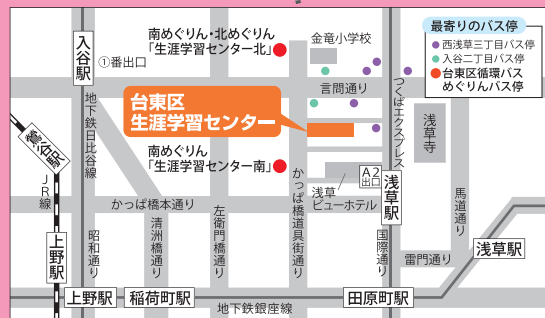 南めぐりん・北めぐりん
「生涯学習センター北」
金竜小学校
最寄りのバス停
西浅草三丁目バス停
入谷二丁目バス停
台東区循環バス
めぐりんバス停
入谷駅
①番出口
言問通り
台東区
生涯学習センター
つくばエクスプレス
浅草寺
鶯谷駅
地下鉄日比谷線
南めぐりん
「生涯学習センター南」
A2
出口
浅草
ビューホテル
浅草駅
JR線
かっぱ橋本通り
かっぱ橋道具街通り
馬道通り
上野駅
昭和通り
清洲橋通り
左衛門橋通り
国際通り
雷門通り
浅草駅
上野駅
稲荷町駅
田原町駅
地下鉄銀座線